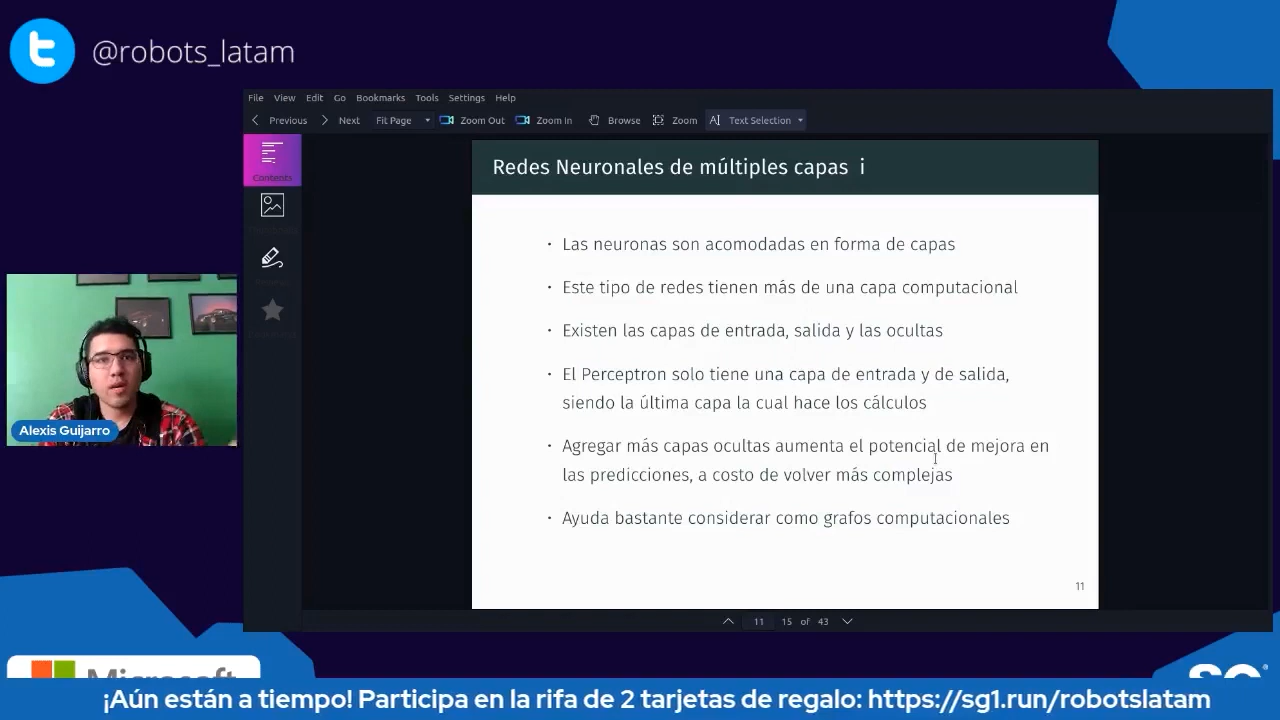 @robots_latam
File View Edit Go Bookmarks Tools Settings Help
Previous Next Fit Page Zoom Out Zoom In Browse Zoom Text Selection
Contents
Redes Neuronales de múltiples capas i
· Las neuronas son acomodadas en forma de capas
· Este tipo de redes tienen más de una capa computacional
· Existen las capas de entrada, salida y las ocultas
· El Perceptron solo tiene una capa de entrada y de salida,
siendo la última capa la cual hace los cálculos
· Agregar más capas ocultas aumenta el potencial de mejora en
las predicciones, a costo de volver más complejas
· Ayuda bastante considerar como grafos computacionales
11
11 15 of 43
Alexis Guijarro
Microsoft
SG
¡Aún están a tiempo! Participa en la rifa de 2 tarjetas de regalo: https://sg1.run/robotslatam